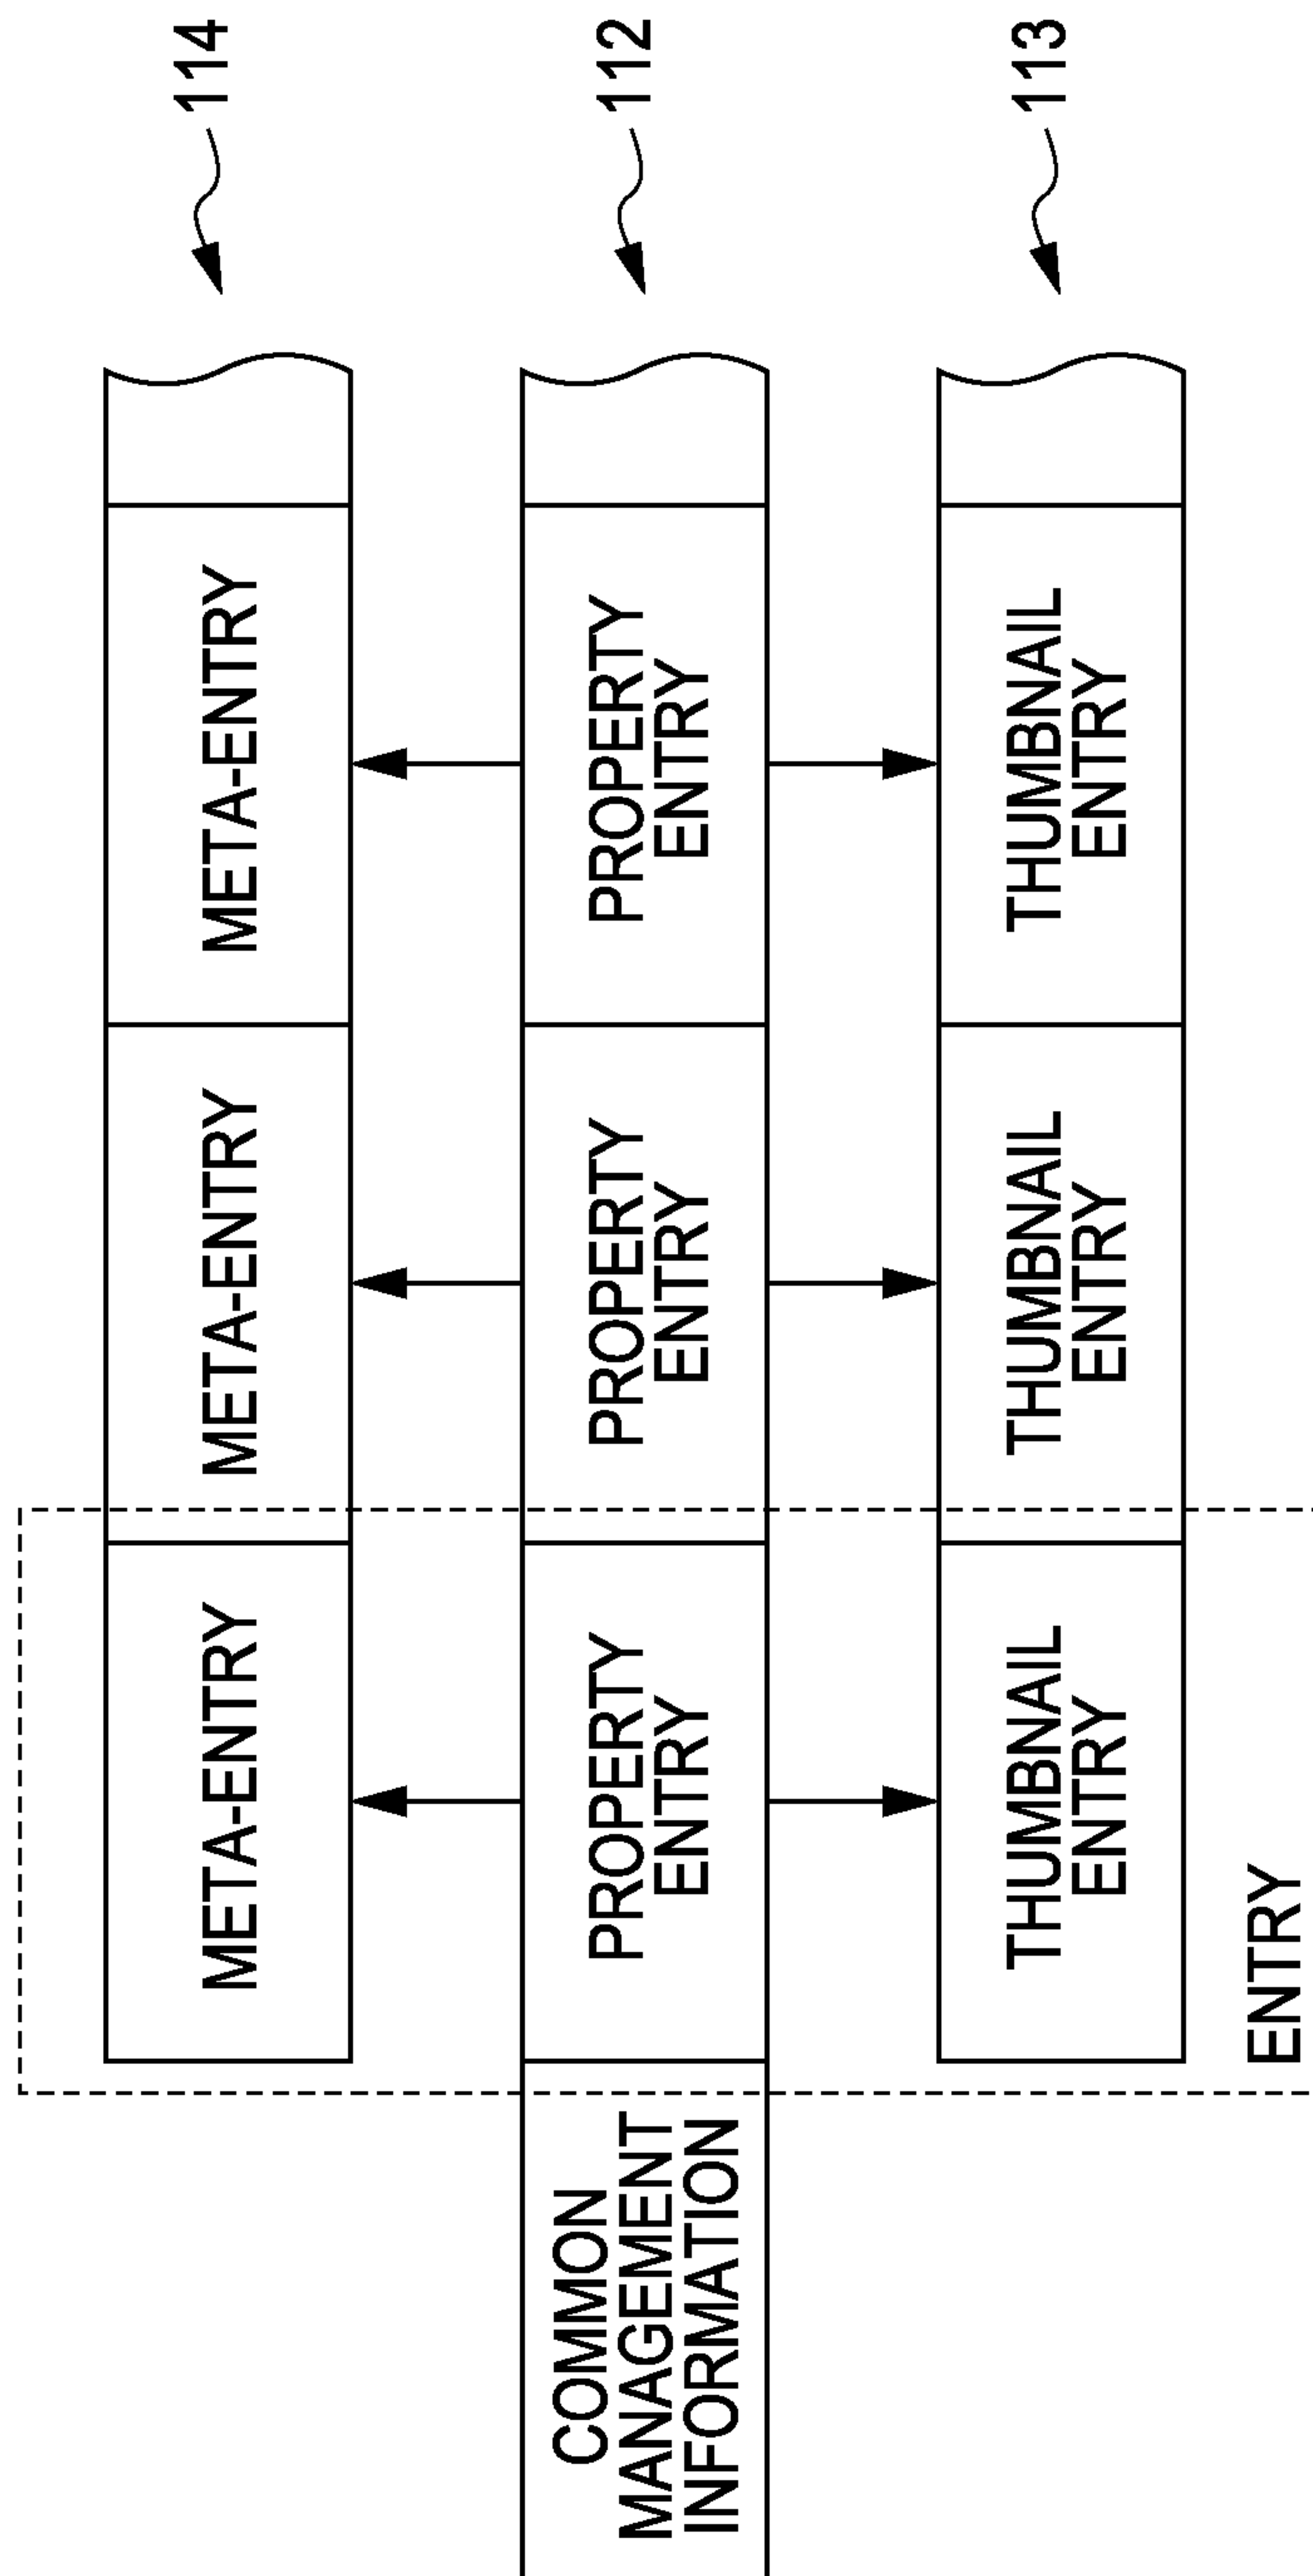 META-ENTRY
META-ENTRY
META-ENTRY
114
COMMON
MANAGEMENT
INFORMATION
PROPERTY
ENTRY
PROPERTY
ENTRY
PROPERTY
ENTRY
112
THUMBNAIL
ENTRY
THUMBNAIL
ENTRY
THUMBNAIL
ENTRY
113
ENTRY